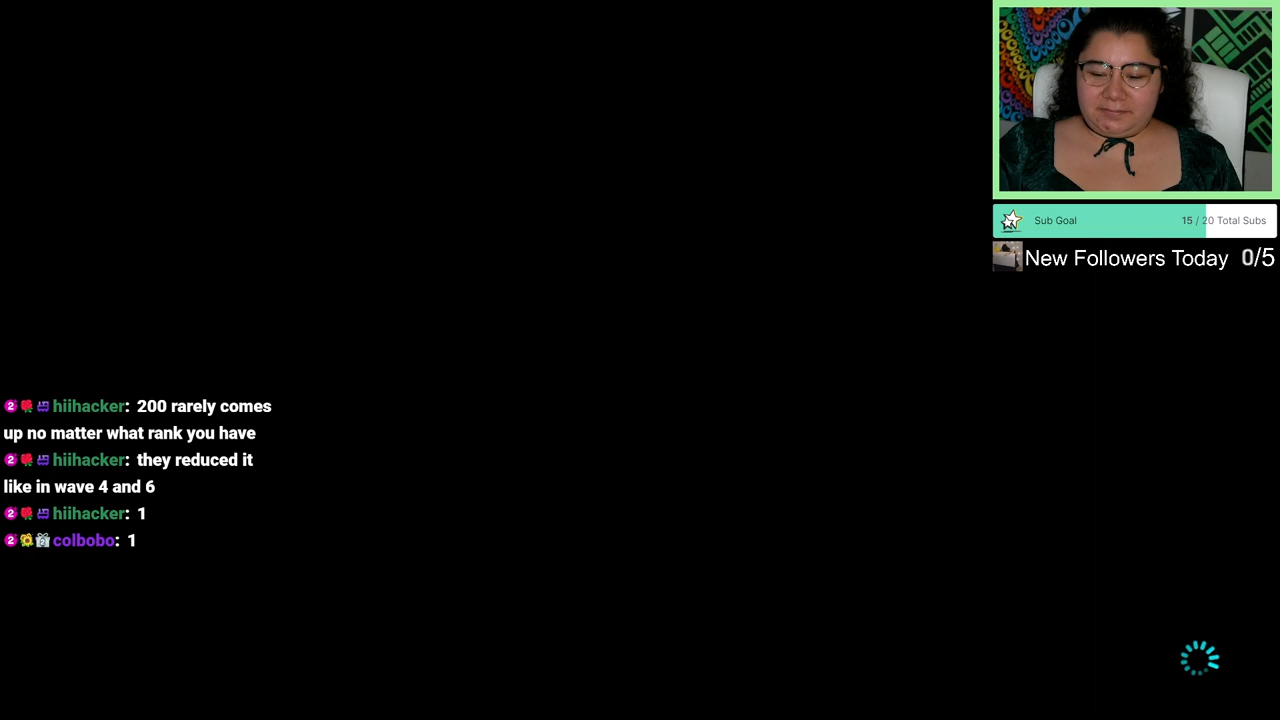 Sub Goal 15 / 20 Total Subs
New Followers Today 0/5
hiihacker: 200 rarely comes
up no matter what rank you have
hiihacker: they reduced it
like in wave 4 and 6
hiihacker: 1
colbobo: 1